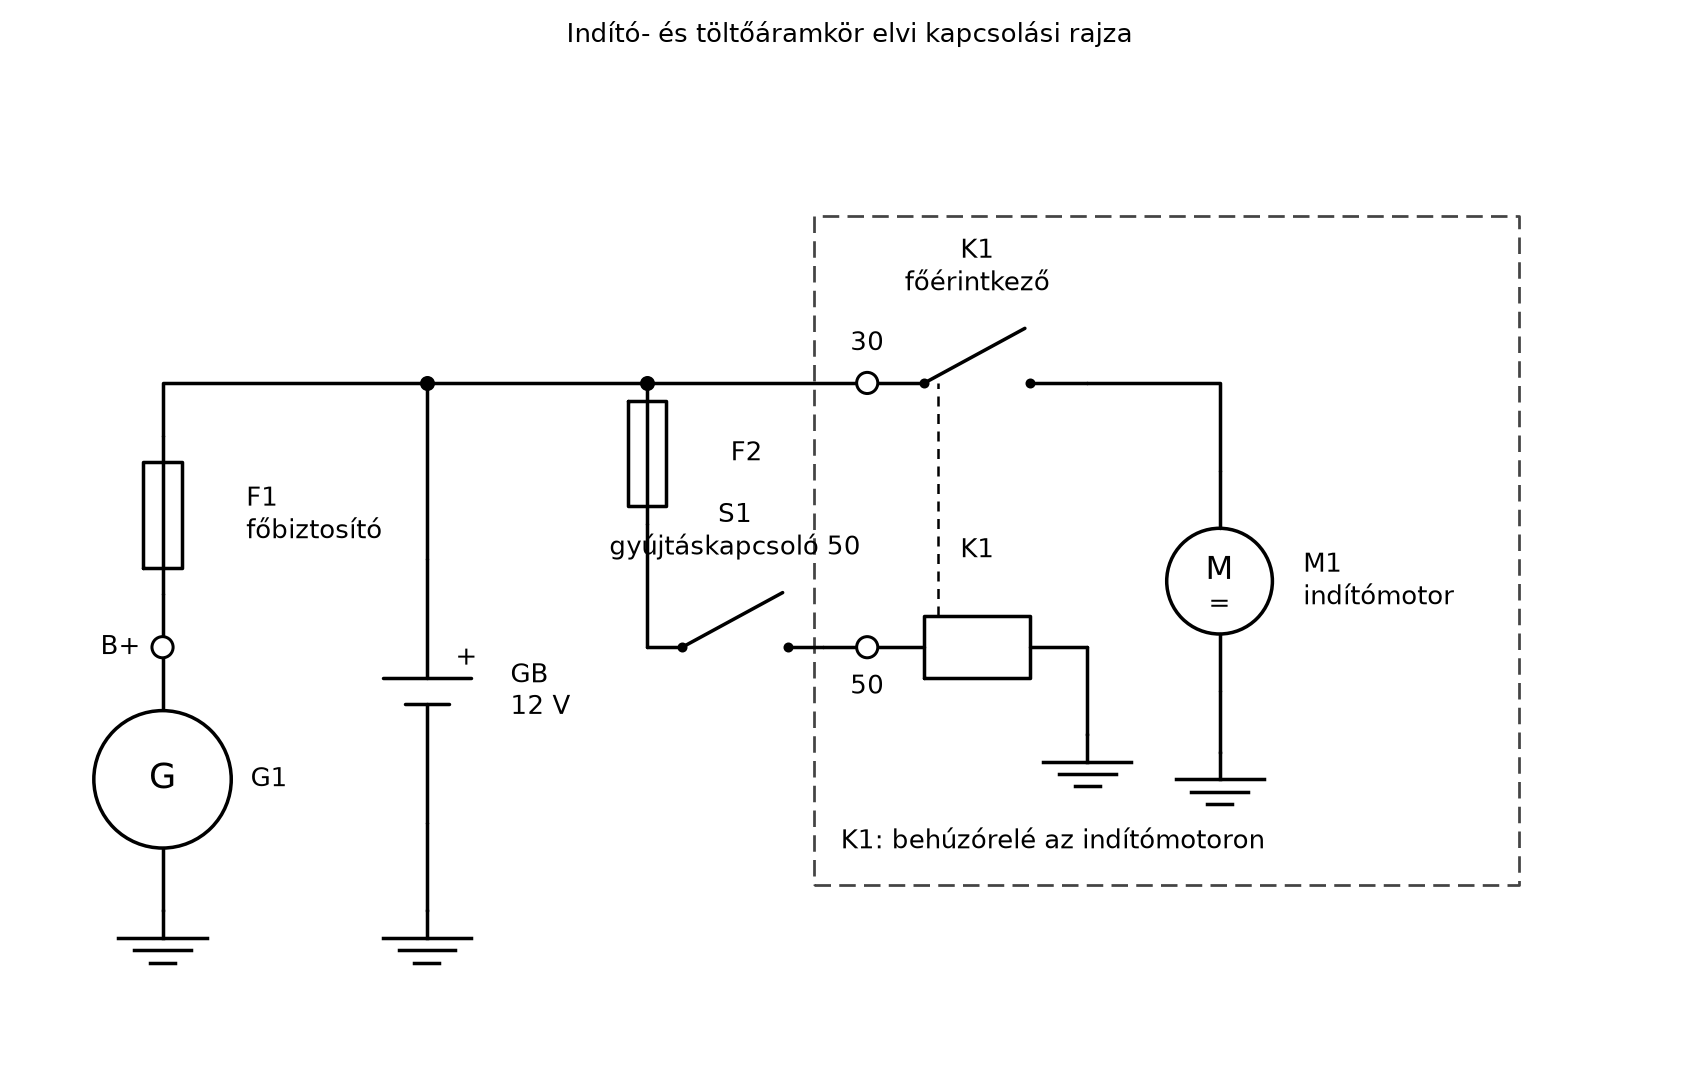 Indító- és töltőáramkör elvi kapcsolási rajza
K1
főérintkező
30
F2
F1
főbiztosító
S1
gyújtáskapcsoló 50
K1
M
=
M1
indítómotor
B+
+
GB
12 V
50
G
G1
K1: behúzórelé az indítómotoron